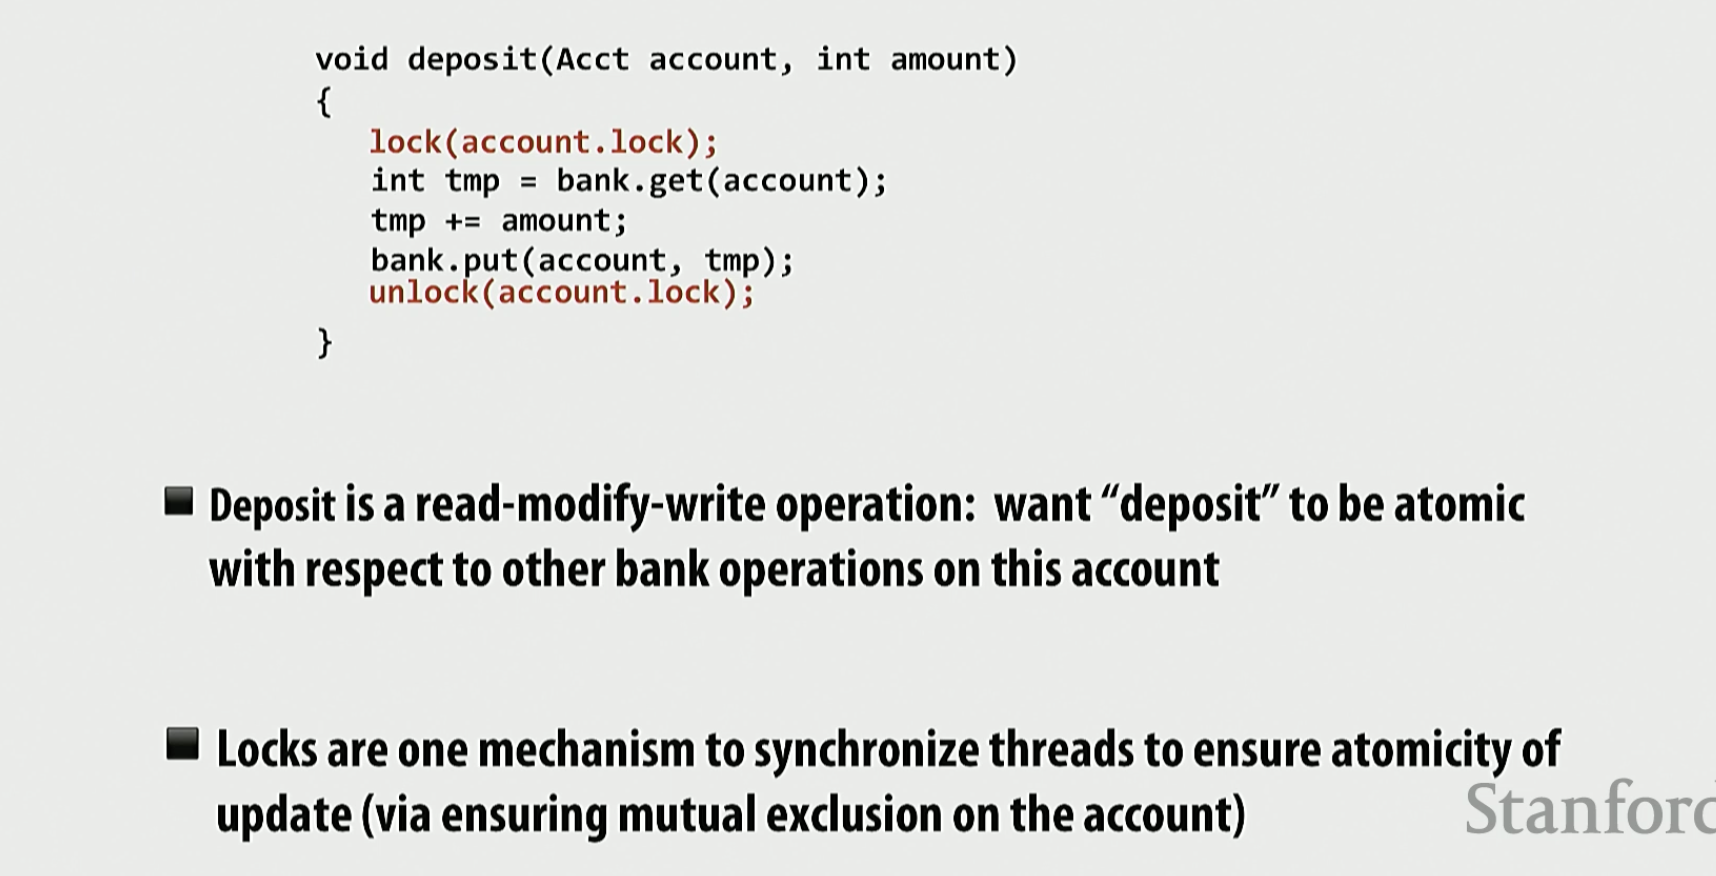 void deposit(Acct account, int amount)
{
lock(account.lock);
int tmp = bank.get(account);
tmp += amount;
bank.put(account, tmp);
unlock(account.lock);
}
Deposit is a read-modify-write operation: want “deposit” to be atomic
with respect to other bank operations on this account
Locks are one mechanism to synchronize threads to ensure atomicity of
update (via ensuring mutual exclusion on the account)
Stanford